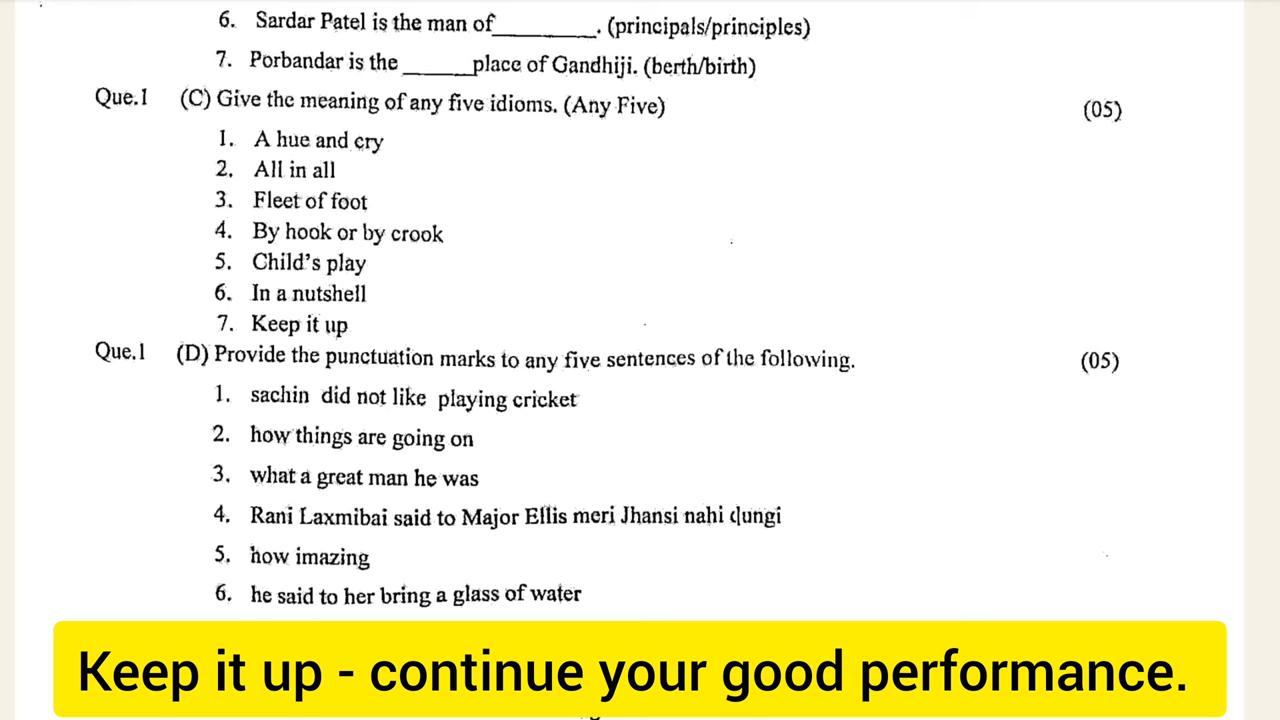 6. Sardar Patel is the man of_________. (principals/principles)
7. Porbandar is the ______place of Gandhiji. (berth/birth)
Que.1 (C) Give the meaning of any five idioms. (Any Five) (05)
1. A hue and cry
2. All in all
3. Fleet of foot
4. By hook or by crook
5. Child's play
6. In a nutshell
7. Keep it up
Que.1 (D) Provide the punctuation marks to any five sentences of the following. (05)
1. sachin did not like playing cricket
2. how things are going on
3. what a great man he was
4. Rani Laxmibai said to Major Ellis meri Jhansi nahi dungi
5. how imazing
6. he said to her bring a glass of water
Keep it up - continue your good performance.